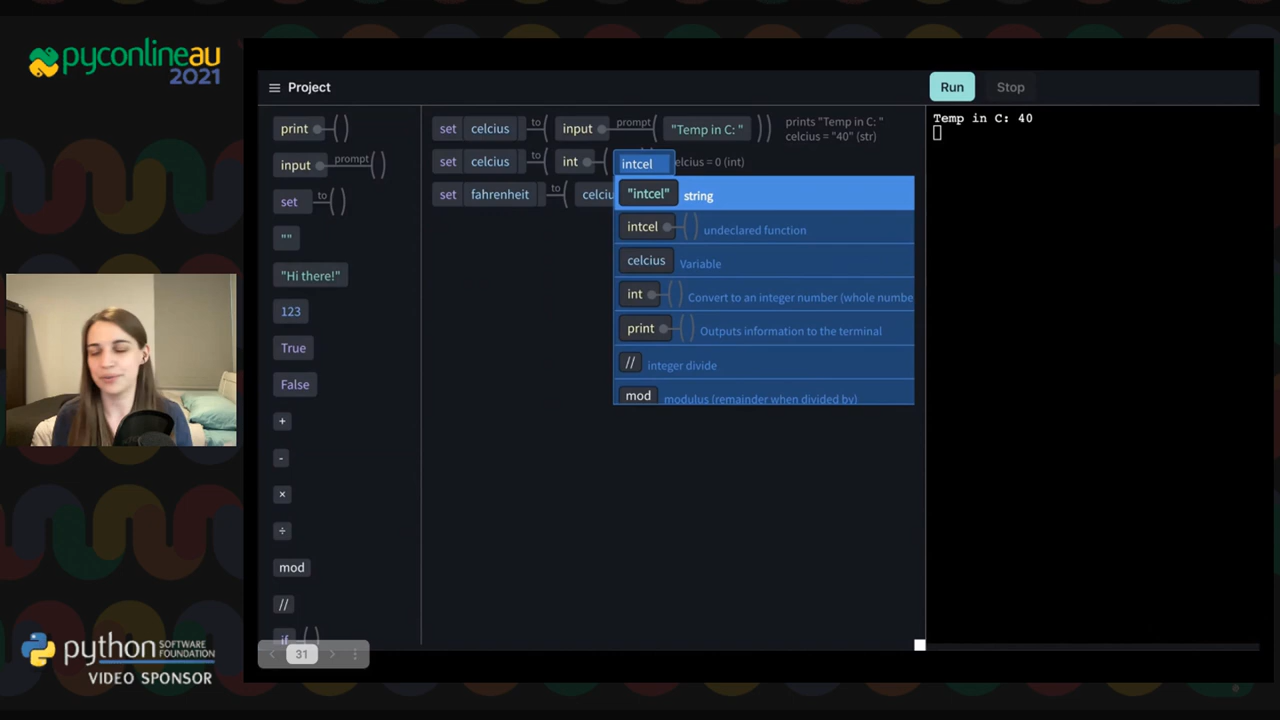 pyconlineau
2021
Project
Run
Stop
print ()
input prompt ()
set to ()
""
"Hi there!"
123
True
False
+
-
×
÷
mod
//
if ()
set celcius to ( input prompt ( "Temp in C: " ) )
prints "Temp in C: "
celcius = "40" (str)
set celcius to ( int ( intcel
elcius = 0 (int)
set fahrenheit to ( celciu
"intcel" string
intcel () undeclared function
celcius Variable
int () Convert to an integer number (whole numbe
print () Outputs information to the terminal
// integer divide
mod modulus (remainder when divided by)
Temp in C: 40
< 31 >
python SOFTWARE FOUNDATION
VIDEO SPONSOR